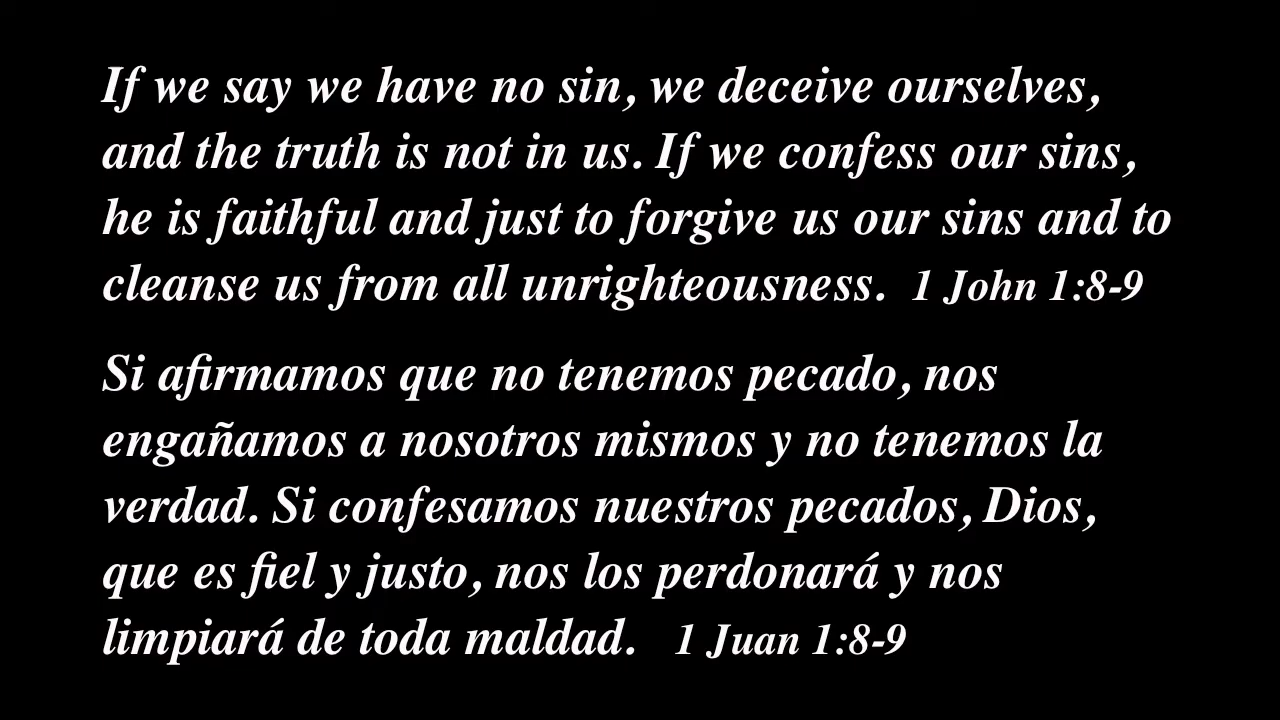 If we say we have no sin, we deceive ourselves,
and the truth is not in us. If we confess our sins,
he is faithful and just to forgive us our sins and to
cleanse us from all unrighteousness. 1 John 1:8-9
Si afirmamos que no tenemos pecado, nos
engañamos a nosotros mismos y no tenemos la
verdad. Si confesamos nuestros pecados, Dios,
que es fiel y justo, nos los perdonará y nos
limpiará de toda maldad. 1 Juan 1:8-9